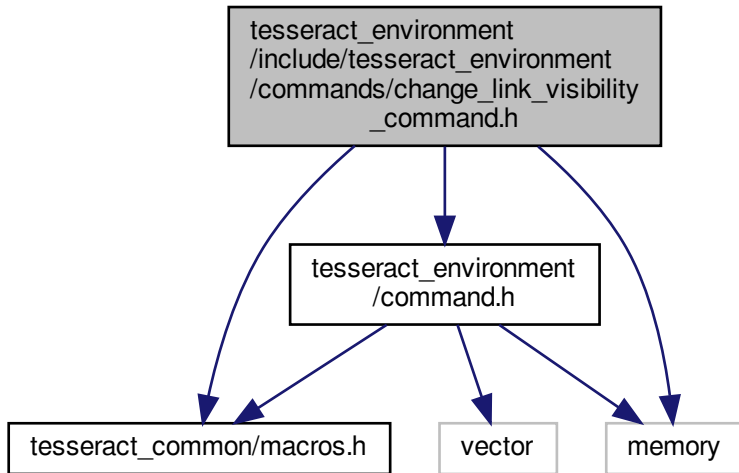 tesseract_environment
/include/tesseract_environment
/commands/change_link_visibility
_command.h
tesseract_environment
/command.h
tesseract_common/macros.h
vector
memory